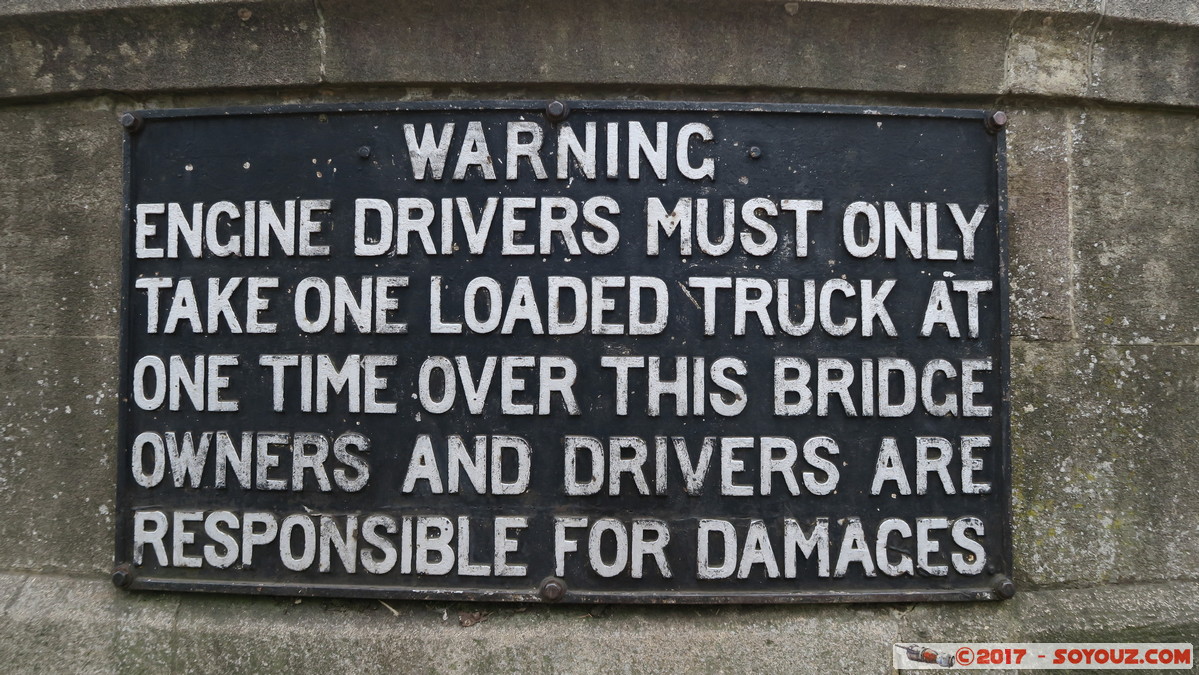 WARNING
ENGINE DRIVERS MUST ONLY
TAKE ONE LOADED TRUCK AT
ONE TIME OVER THIS BRIDGE
OWNERS AND DRIVERS ARE
RESPONSIBLE FOR DAMAGES
©2017 - SOYOUZ.COM